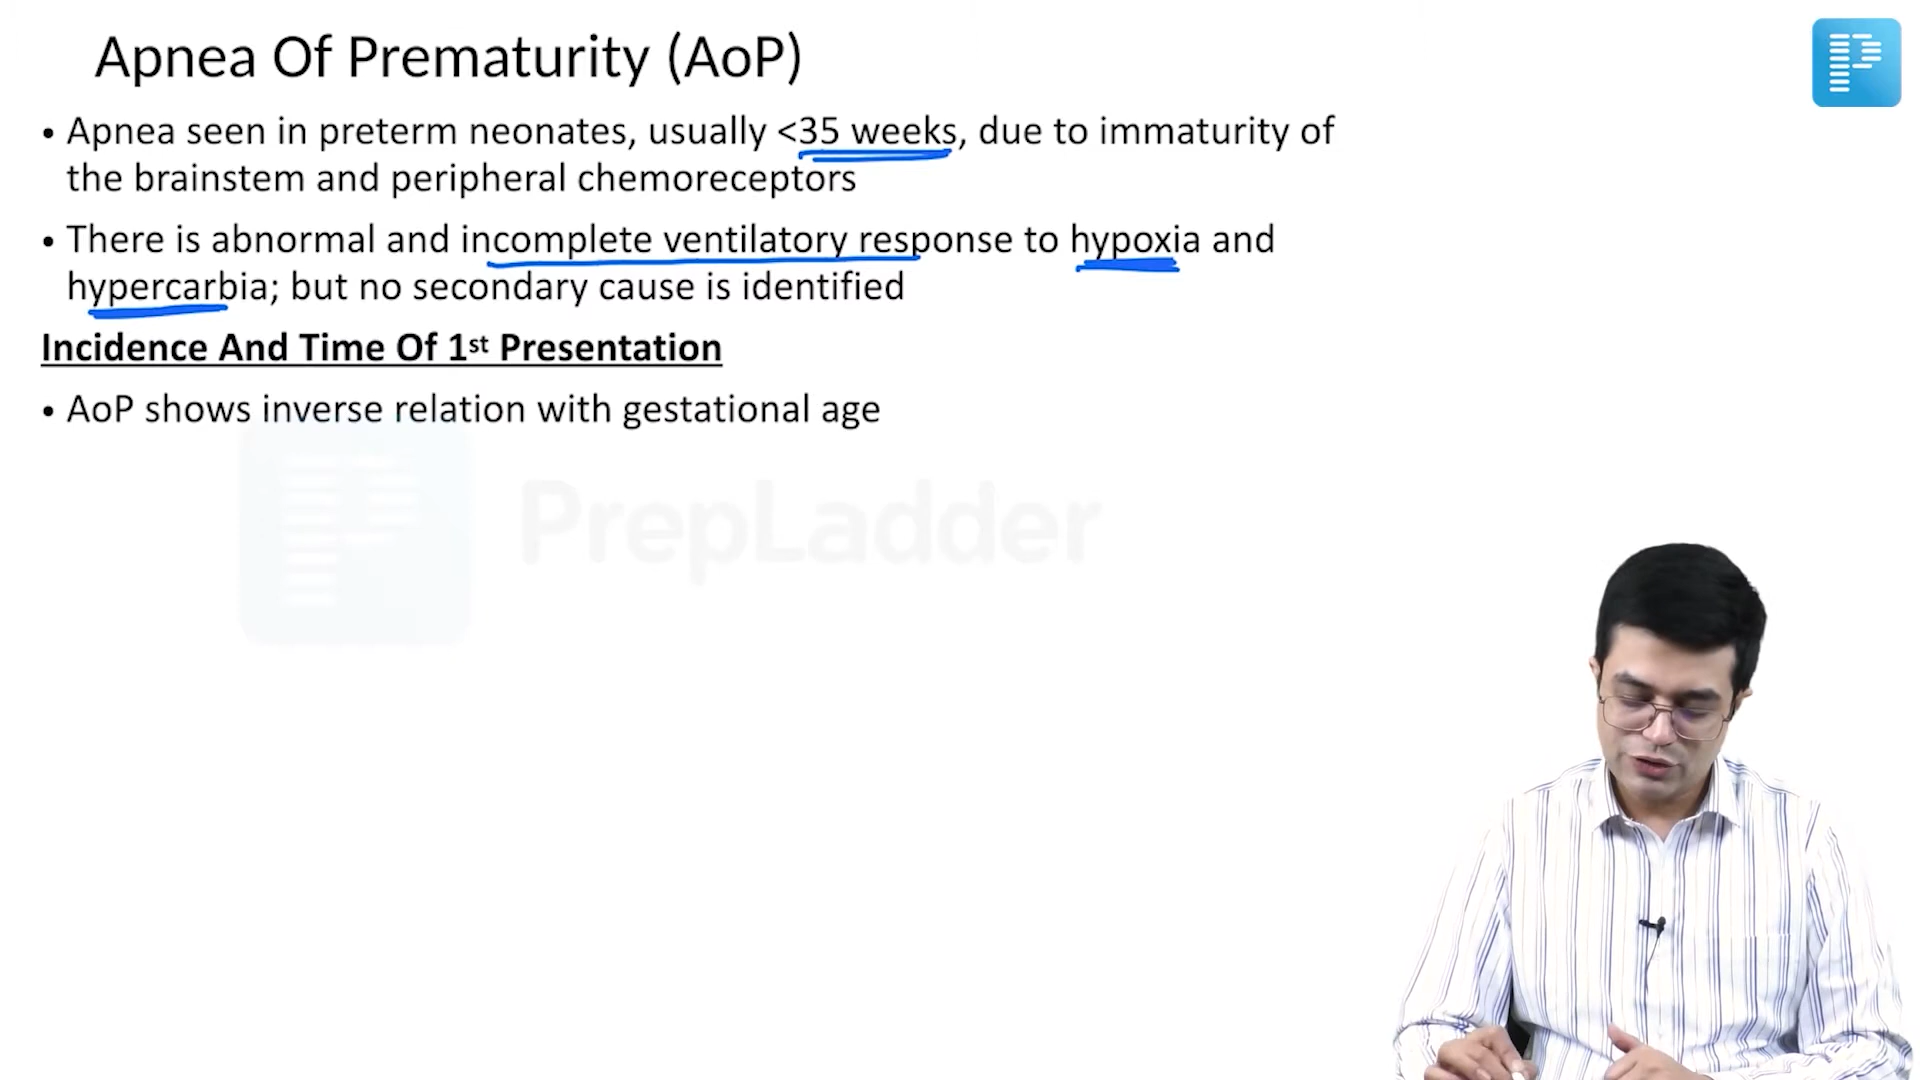 Apnea Of Prematurity (AoP)
• Apnea seen in preterm neonates, usually <35 weeks, due to immaturity of
the brainstem and peripheral chemoreceptors
• There is abnormal and incomplete ventilatory response to hypoxia and
hypercarbia; but no secondary cause is identified
Incidence And Time Of 1st Presentation
• AoP shows inverse relation with gestational age
PrepLadder